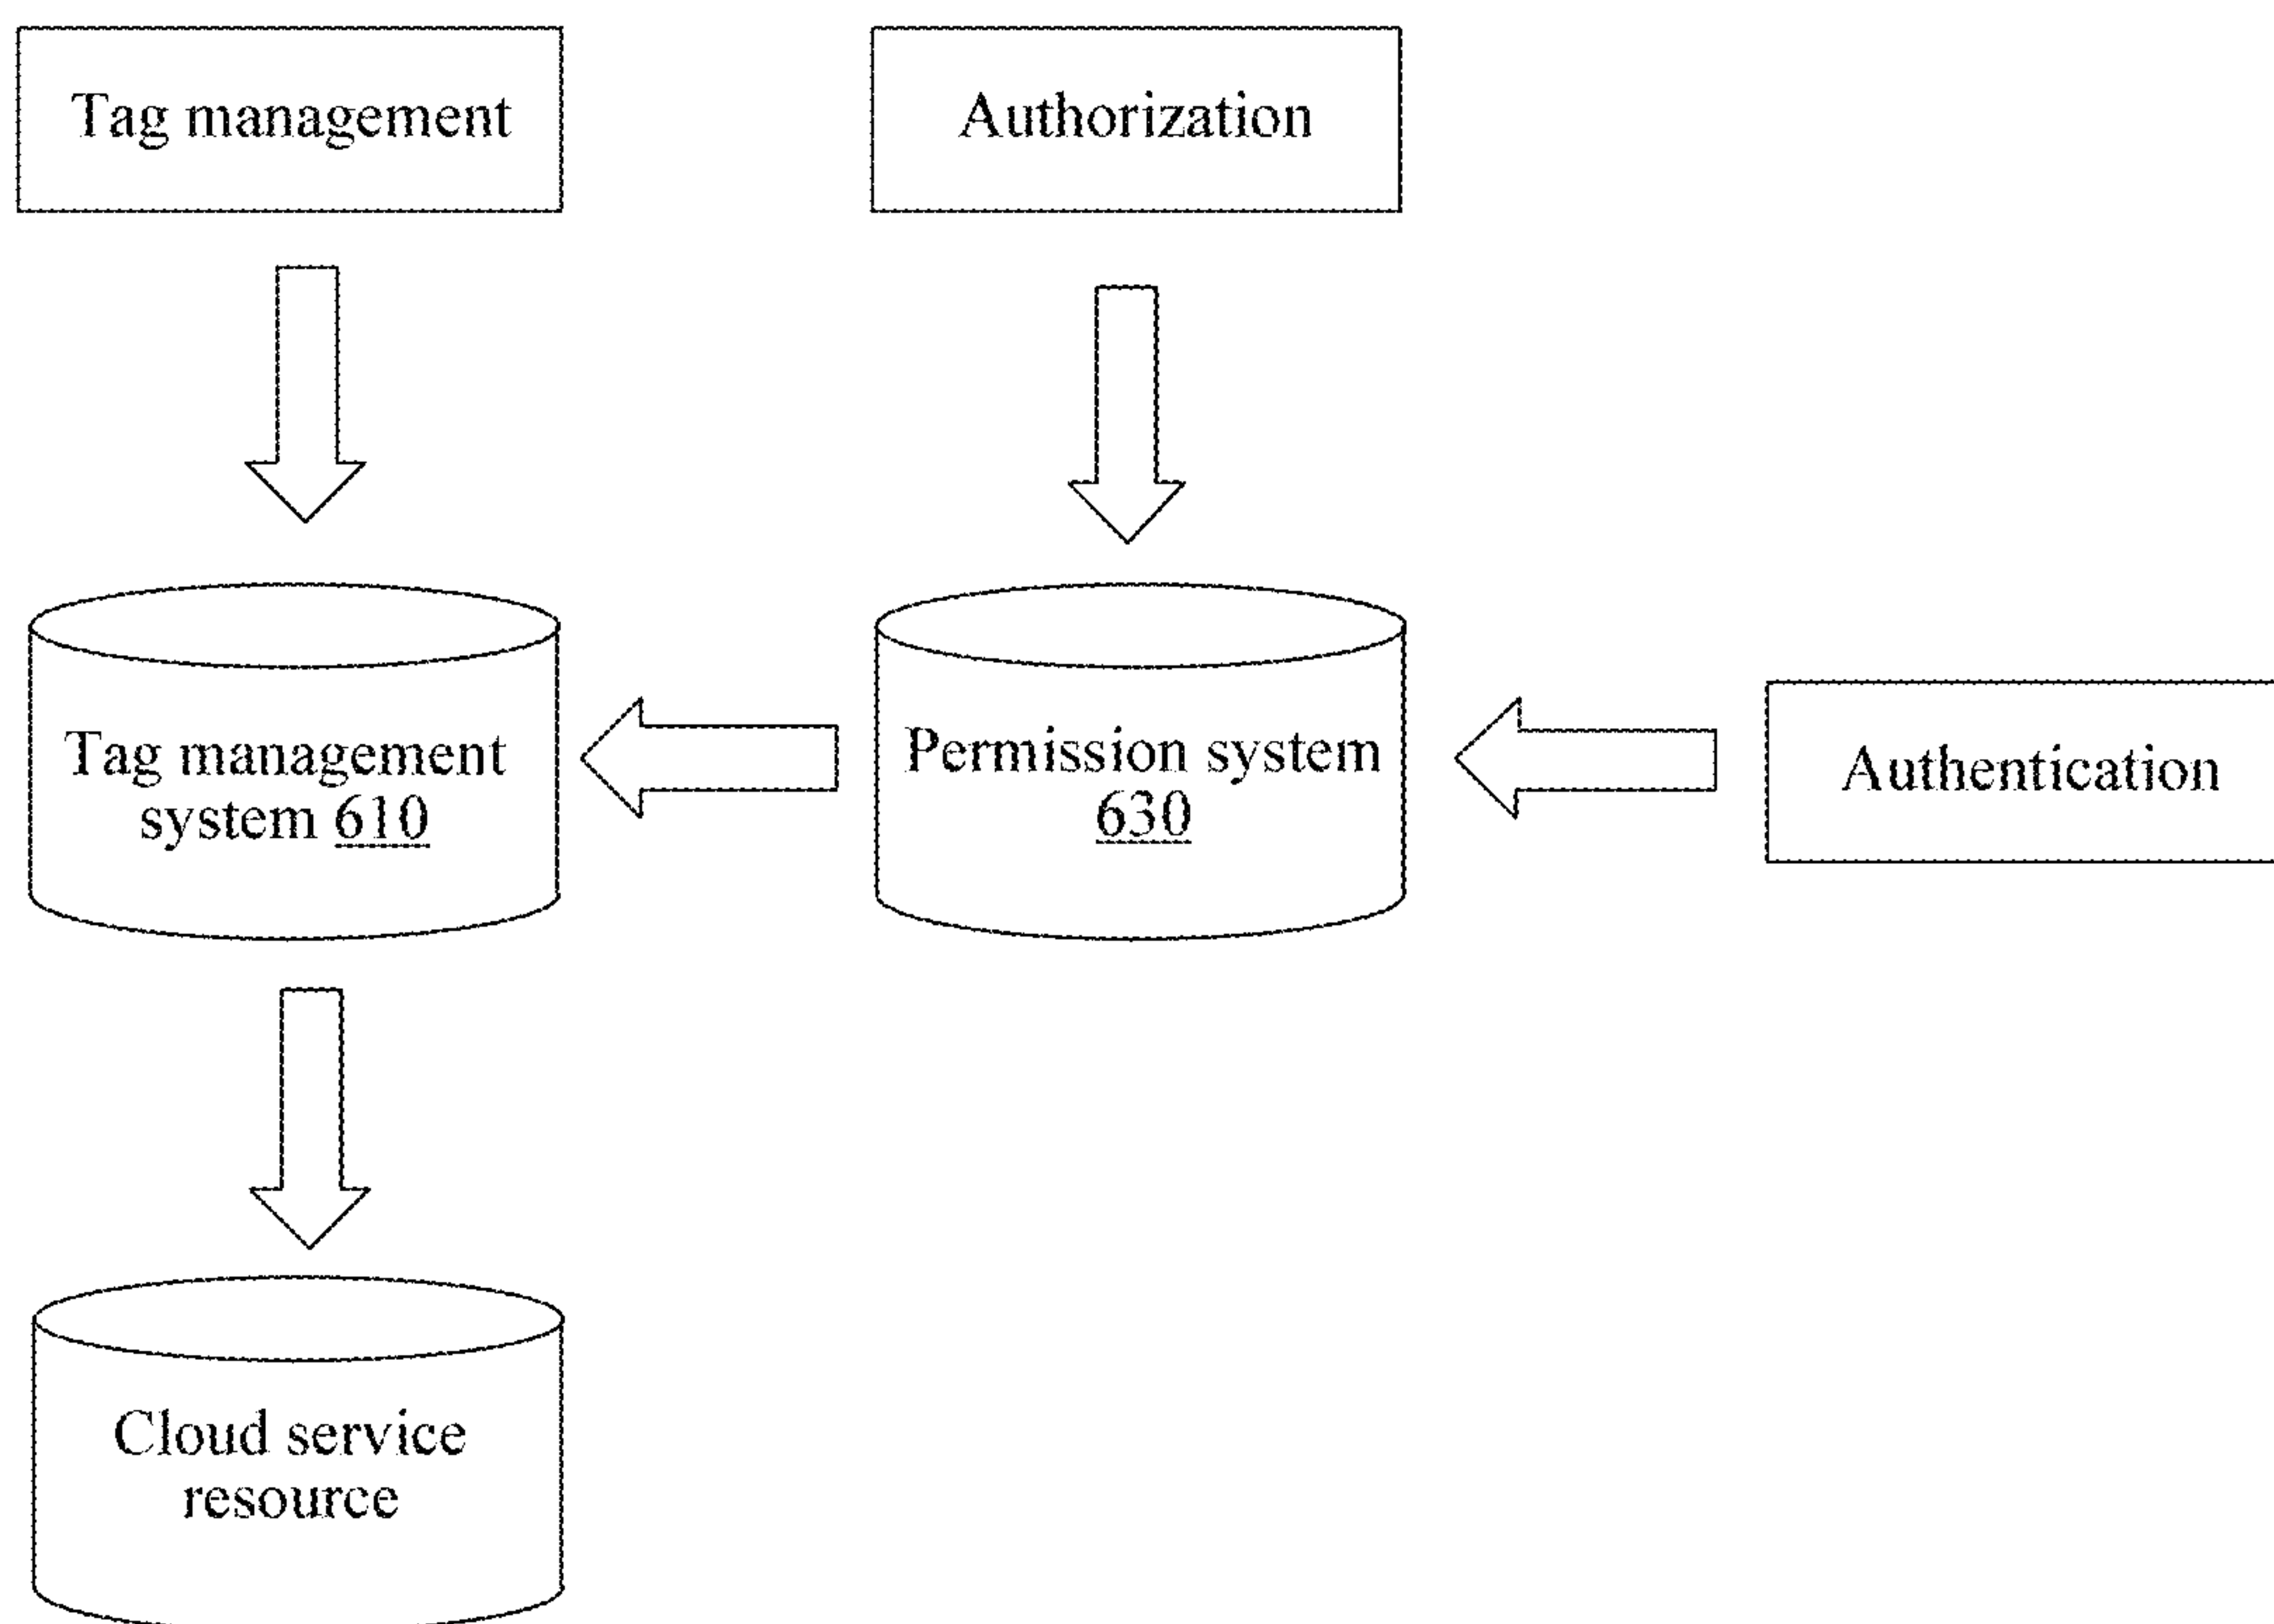 Tag management
Authorization
Tag management
system 610
Permission system
630
Authentication
Cloud service
resource